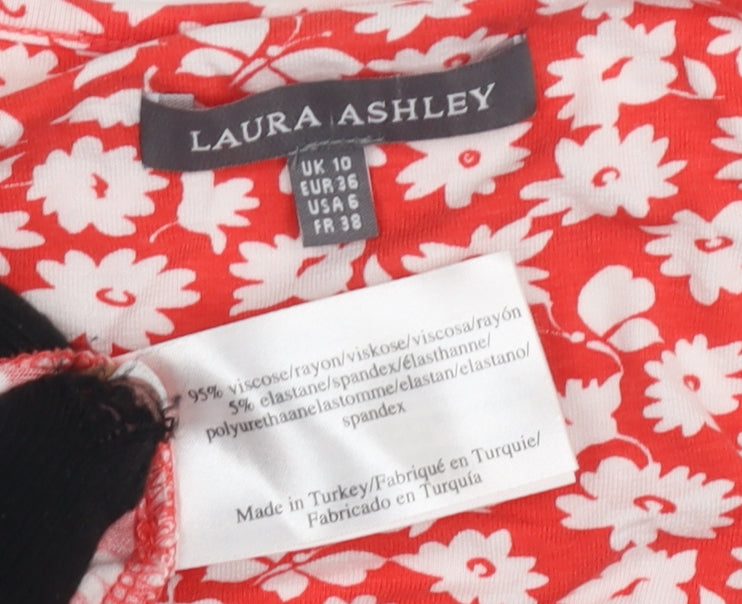 LAURA ASHLEY
UK 10
EUR 36
USA 6
FR 38
95% viscose/rayon/viskose/viscosa/rayón
5% elastane/spandex/élasthanne/
polyurethaanelastomme/elastan/elastano/
spandex
Made in Turkey/Fabriqué en Turquie/
Fabricado en Turquía